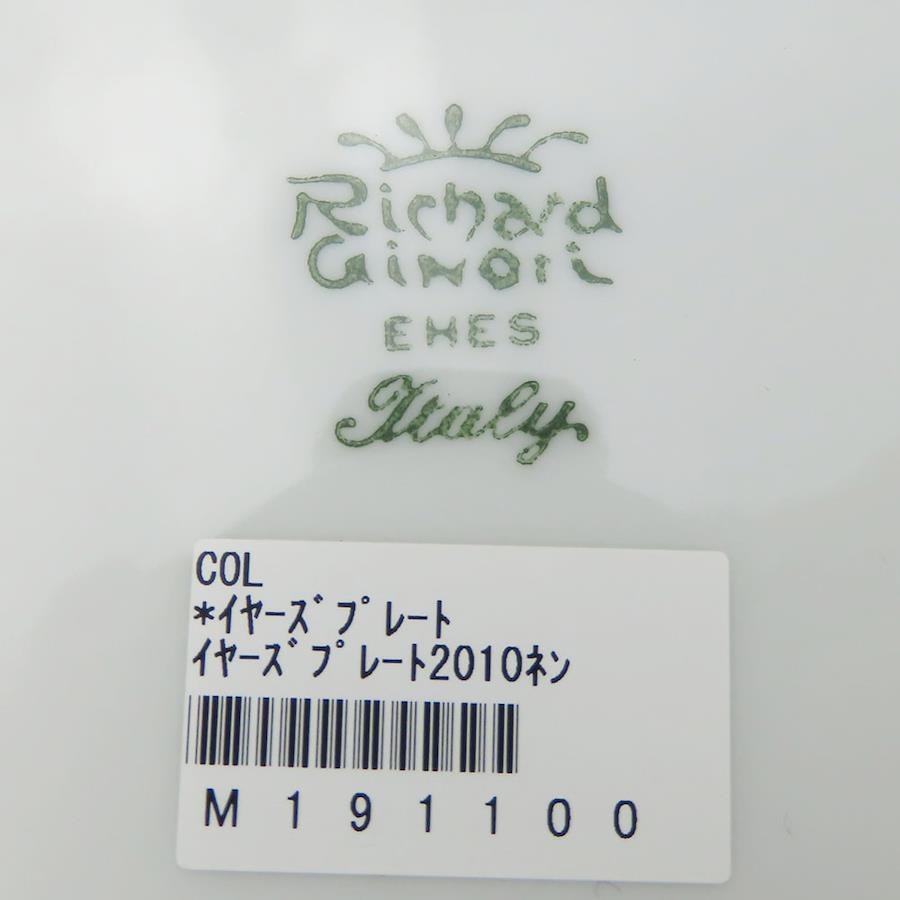 Richard
Ginori
EHES
Italy
COL
*ｲﾔｰｽﾞﾌﾟﾚｰﾄ
ｲﾔｰｽﾞﾌﾟﾚｰﾄ2010ﾈﾝ
M191100